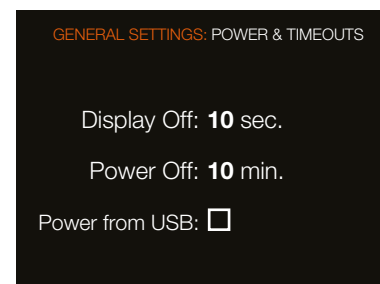 GENERAL SETTINGS: POWER & TIMEOUTS
Display Off: 10 sec.
Power Off: 10 min.
Power from USB: